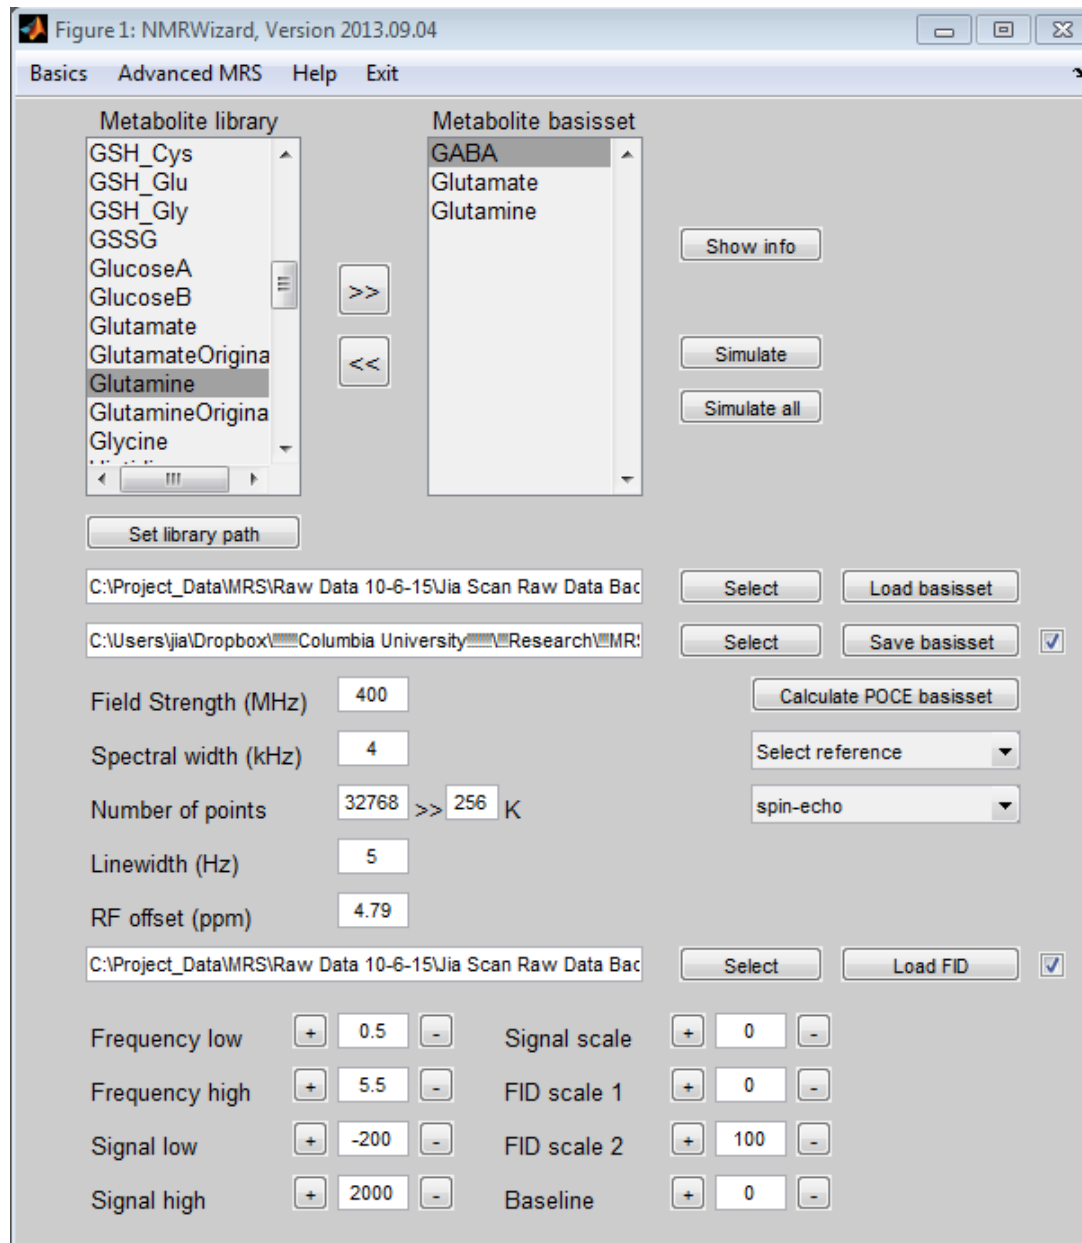 Figure 1: NMRWizard, Version 2013.09.04
Basics Advanced MRS Help Exit
Metabolite library Metabolite basisset
GSH_Cys
GSH_Glu
GSH_Gly
GSSG
GlucoseA
GlucoseB
Glutamate
GlutamateOrigina
Glutamine
GlutamineOrigina
Glycine
GABA
Glutamate
Glutamine
>>
<<
Show info
Simulate
Simulate all
Set library path
C:\Project_Data\MRS\Raw Data 10-6-15\Jia Scan Raw Data Bac Select Load basisset
C:\Users\jia\Dropbox\ Columbia University Research\ Select Save basisset
Field Strength (MHz) 400 Calculate POCE basisset
Spectral width (kHz) 4 Select reference
Number of points 32768 >> 256 K spin-echo
Linewidth (Hz) 5
RF offset (ppm) 4.79
C:\Project_Data\MRS\Raw Data 10-6-15\Jia Scan Raw Data Bac Select Load FID
Frequency low + 0.5 - Signal scale + 0 -
Frequency high + 5.5 - FID scale 1 + 0 -
Signal low + -200 - FID scale 2 + 100 -
Signal high + 2000 - Baseline + 0 -